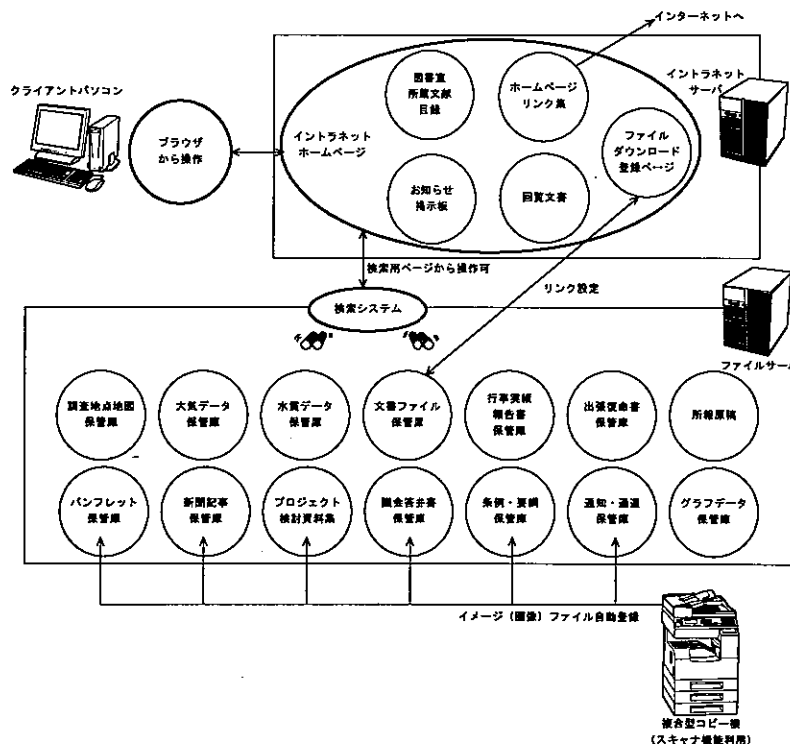 インターネットへ
クライアントパソコン
イントラネット
サーバ
図書室
所蔵文献
目録
ホームページ
リンク集
ブラウザ
から操作
イントラネット
ホームページ
ファイル
ダウンロード
登録ページ
お知らせ
掲示板
回覧文書
検索用ページから操作可
リンク設定
検索システム
ファイルサーバ
調査地点地図
保管庫
大気データ
保管庫
水質データ
保管庫
文書ファイル
保管庫
行事実績
報告書
保管庫
出張復命書
保管庫
所報原稿
パンフレット
保管庫
新聞記事
保管庫
プロジェクト
検討資料集
議会答弁書
保管庫
条例・要綱
保管庫
通知・通達
保管庫
グラフデータ
保管庫
イメージ(画像)ファイル自動登録
複合型コピー機
(スキャナ機能利用)